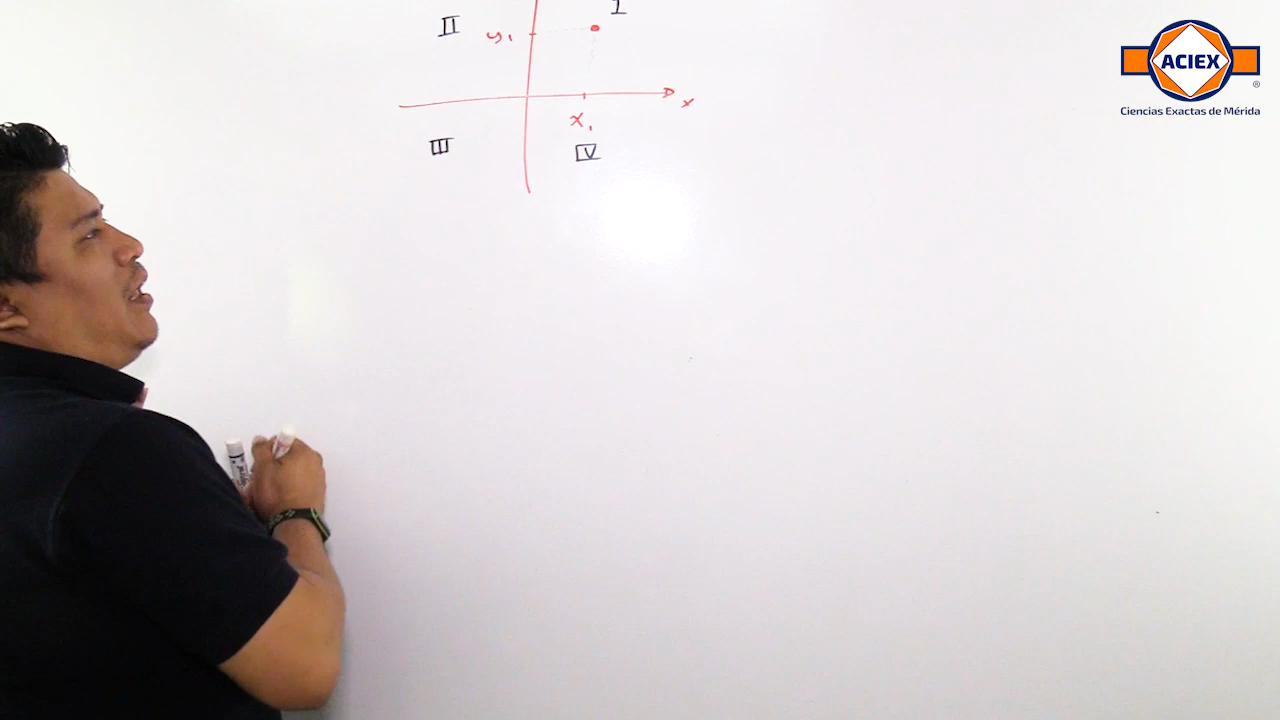 I
II
y₁
x
x₁
III
IV
ACIEX
®
Ciencias Exactas de Mérida